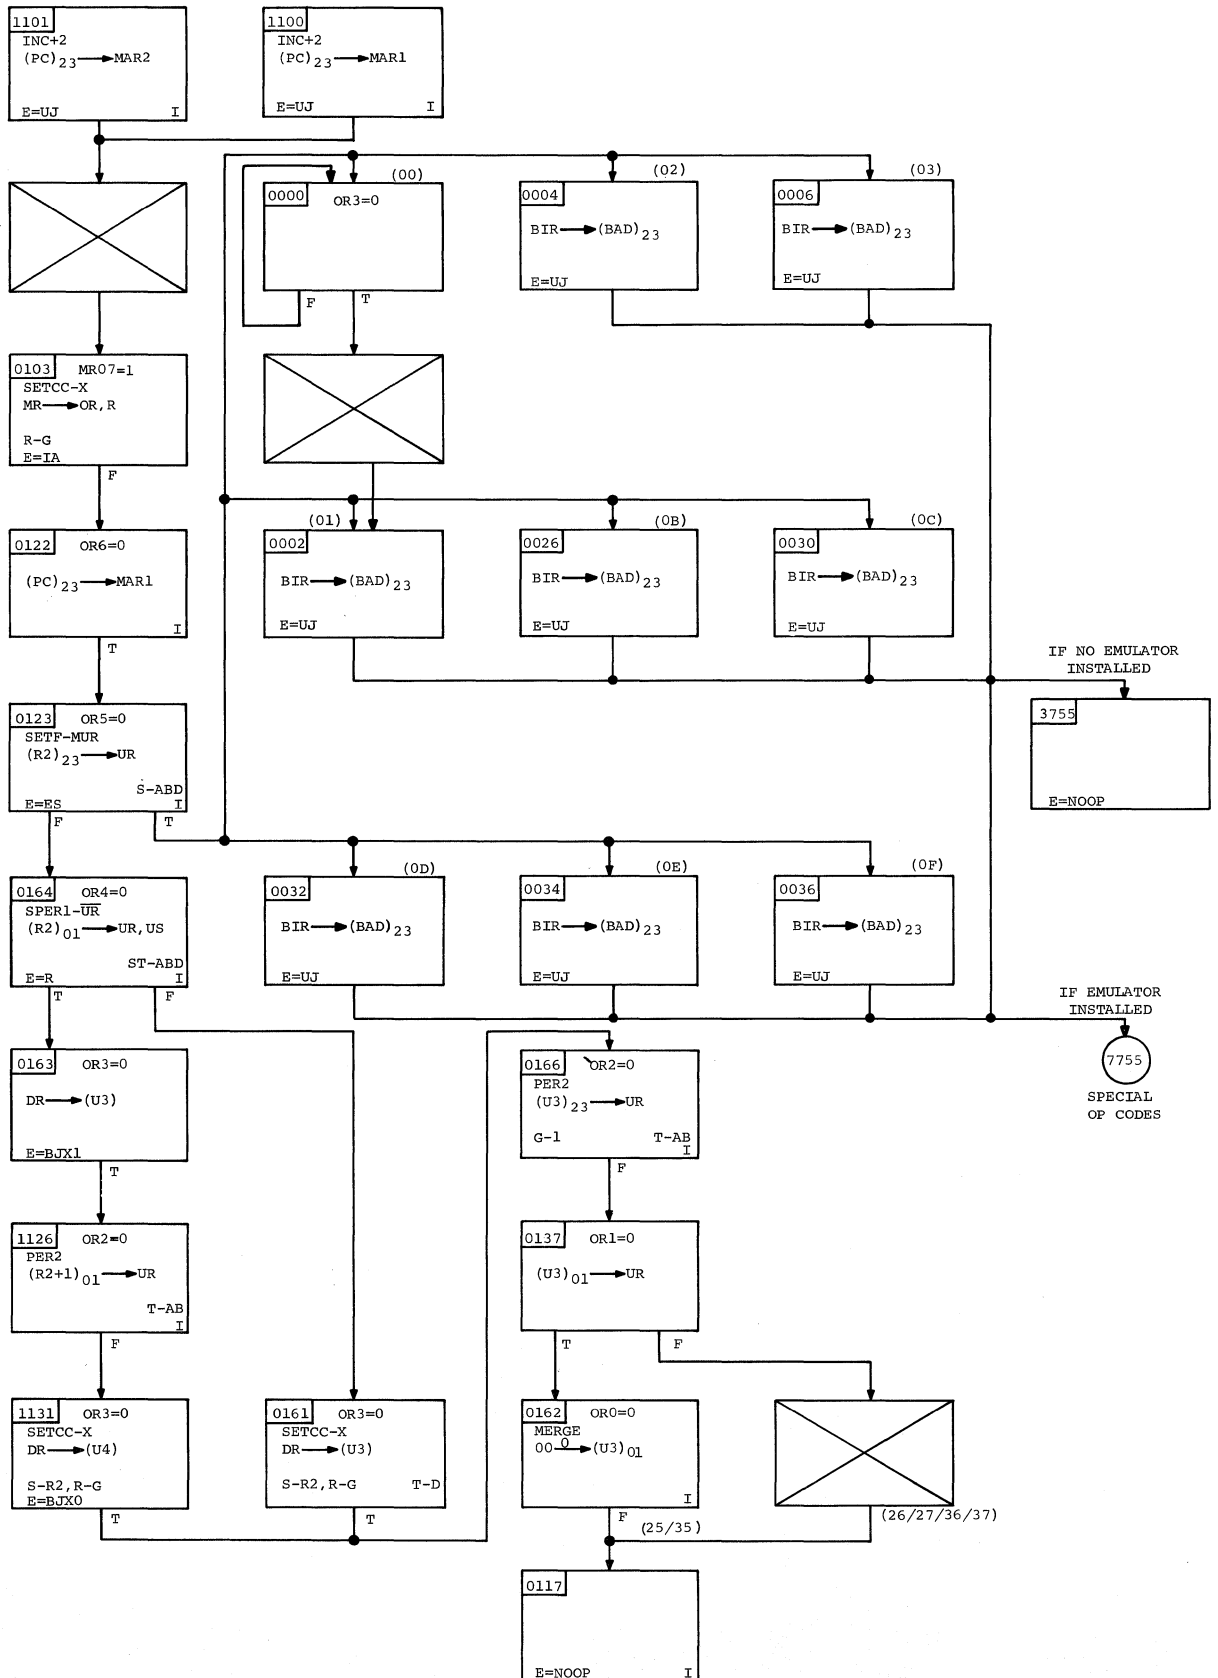 1101
INC+2
(PC)23→MAR2
E=UJ I
1100
INC+2
(PC)23→MAR1
E=UJ I
(00)
0000 OR3=0
F T
(02)
0004
BIR→(BAD)23
E=UJ
(03)
0006
BIR→(BAD)23
E=UJ
0103 MR07=1
SETCC-X
MR→OR,R
R-G
E=IA
F
0122 OR6=0
(PC)23→MAR1
I
T
(01)
0002
BIR→(BAD)23
E=UJ
(0B)
0026
BIR→(BAD)23
E=UJ
(0C)
0030
BIR→(BAD)23
E=UJ
IF NO EMULATOR
INSTALLED
3755
E=NOOP
0123 OR5=0
SETF-MUR
(R2)23→UR
S-ABD
E=ES I
F T
0164 OR4=0
SPER1-U̅R̅
(R2)01→UR,US
ST-ABD
E=R I
T F
(0D)
0032
BIR→(BAD)23
E=UJ
(0E)
0034
BIR→(BAD)23
E=UJ
(0F)
0036
BIR→(BAD)23
E=UJ
IF EMULATOR
INSTALLED
7755
SPECIAL
OP CODES
0163 OR3=0
DR→(U3)
E=BJX1
T
0166 OR2=0
PER2
(U3)23→UR
G-1 T-AB
I
F
1126 OR2=0
PER2
(R2+1)01→UR
T-AB
I
F
0137 OR1=0
(U3)01→UR
T F
1131 OR3=0
SETCC-X
DR→(U4)
S-R2,R-G
E=BJX0
T
0161 OR3=0
SETCC-X
DR→(U3)
S-R2,R-G T-D
T
0162 OR0=0
MERGE
00 0→(U3)01
I
F
(25/35)
(26/27/36/37)
0117
E=NOOP I